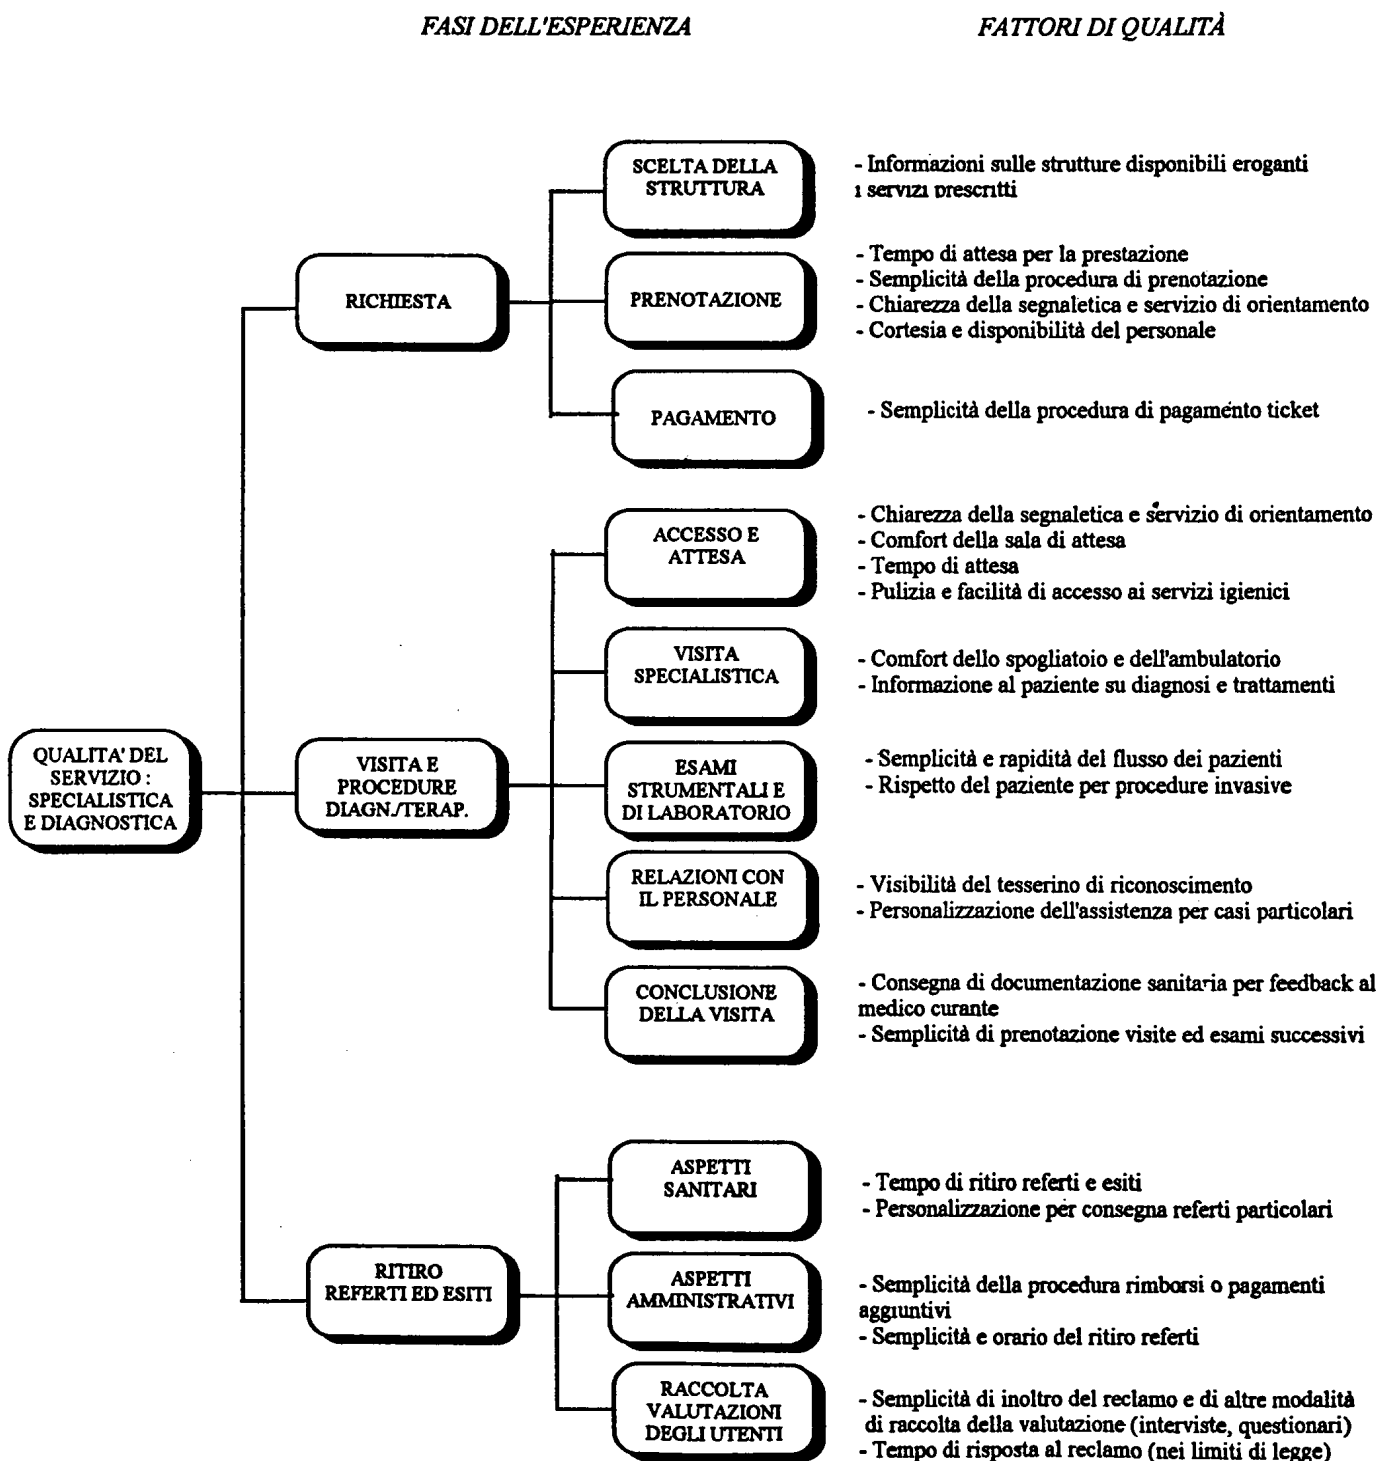 FASI DELL'ESPERIENZA
FATTORI DI QUALITÀ
SCELTA DELLA
STRUTTURA
- Informazioni sulle strutture disponibili eroganti
i servizi prescritti
RICHIESTA
PRENOTAZIONE
- Tempo di attesa per la prestazione
- Semplicità della procedura di prenotazione
- Chiarezza della segnaletica e servizio di orientamento
- Cortesia e disponibilità del personale
PAGAMENTO
- Semplicità della procedura di pagamento ticket
ACCESSO E
ATTESA
- Chiarezza della segnaletica e servizio di orientamento
- Comfort della sala di attesa
- Tempo di attesa
- Pulizia e facilità di accesso ai servizi igienici
VISITA
SPECIALISTICA
- Comfort dello spogliatoio e dell'ambulatorio
- Informazione al paziente su diagnosi e trattamenti
QUALITA' DEL
SERVIZIO :
SPECIALISTICA
E DIAGNOSTICA
VISITA E
PROCEDURE
DIAGN./TERAP.
ESAMI
STRUMENTALI E
DI LABORATORIO
- Semplicità e rapidità del flusso dei pazienti
- Rispetto del paziente per procedure invasive
RELAZIONI CON
IL PERSONALE
- Visibilità del tesserino di riconoscimento
- Personalizzazione dell'assistenza per casi particolari
CONCLUSIONE
DELLA VISITA
- Consegna di documentazione sanitaria per feedback al
medico curante
- Semplicità di prenotazione visite ed esami successivi
ASPETTI
SANITARI
- Tempo di ritiro referti e esiti
- Personalizzazione per consegna referti particolari
RITIRO
REFERTI ED ESITI
ASPETTI
AMMINISTRATIVI
- Semplicità della procedura rimborsi o pagamenti
aggiuntivi
- Semplicità e orario del ritiro referti
RACCOLTA
VALUTAZIONI
DEGLI UTENTI
- Semplicità di inoltro del reclamo e di altre modalità
di raccolta della valutazione (interviste, questionari)
- Tempo di risposta al reclamo (nei limiti di legge)